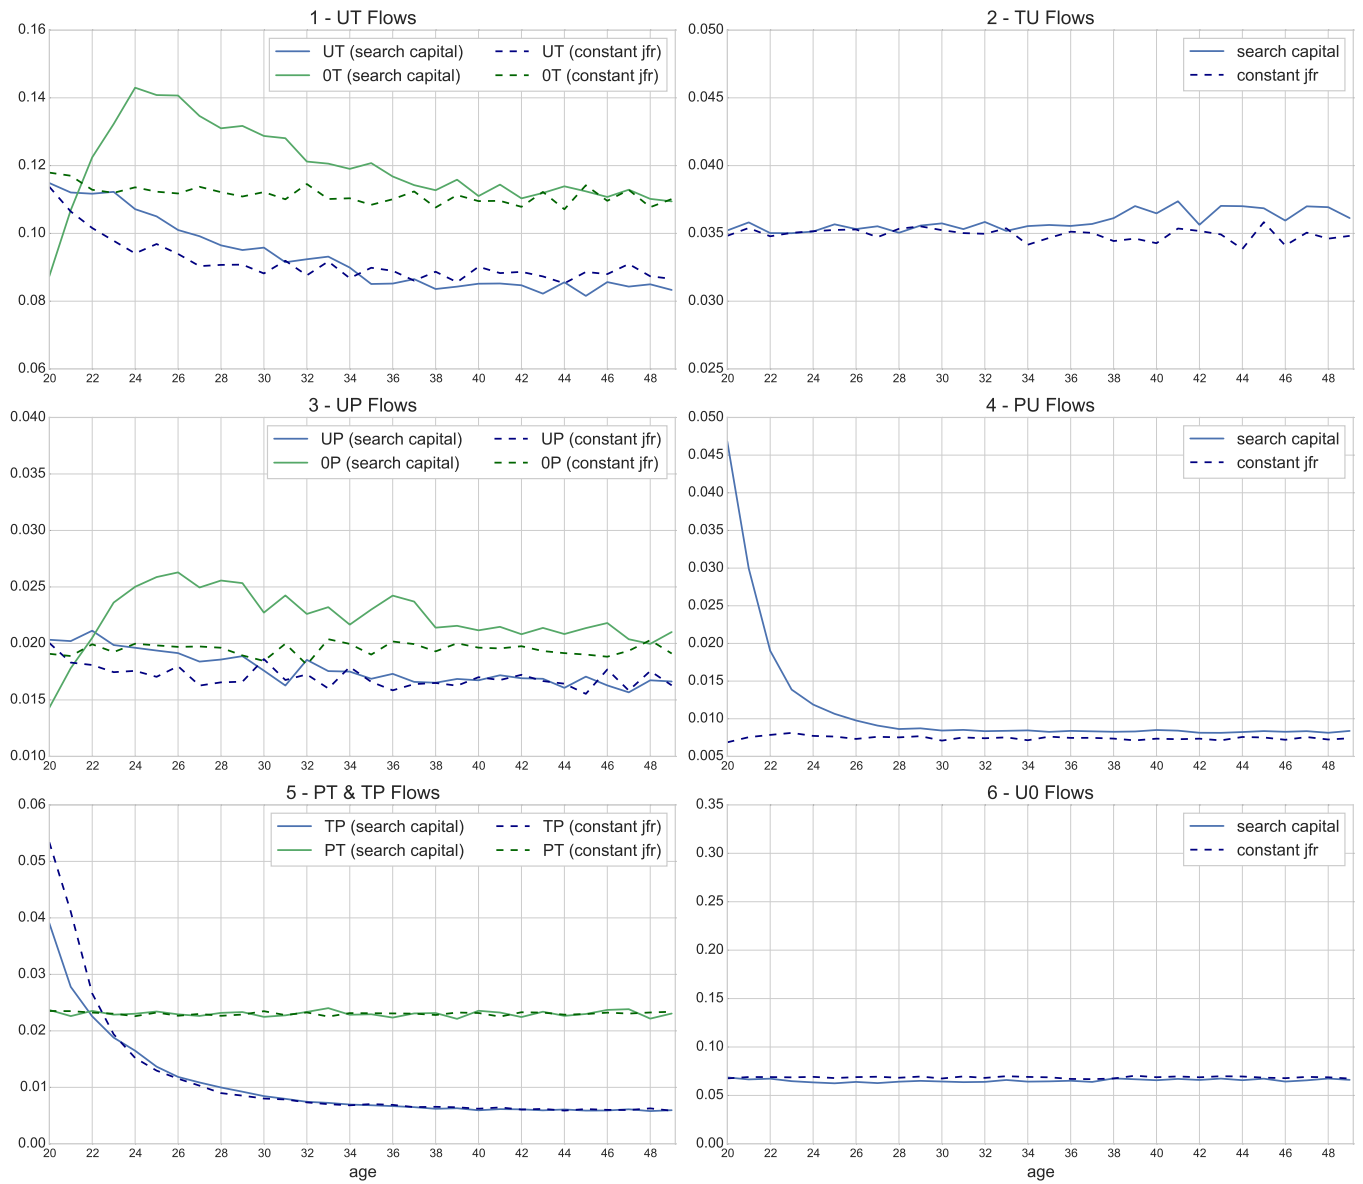 1 - UT Flows
UT (search capital) UT (constant jfr)
0T (search capital) 0T (constant jfr)
0.16
0.14
0.12
0.10
0.08
0.06
20 22 24 26 28 30 32 34 36 38 40 42 44 46 48
2 - TU Flows
search capital
constant jfr
0.050
0.045
0.040
0.035
0.030
0.025
20 22 24 26 28 30 32 34 36 38 40 42 44 46 48
3 - UP Flows
UP (search capital) UP (constant jfr)
0P (search capital) 0P (constant jfr)
0.040
0.035
0.030
0.025
0.020
0.015
0.010
20 22 24 26 28 30 32 34 36 38 40 42 44 46 48
4 - PU Flows
search capital
constant jfr
0.050
0.045
0.040
0.035
0.030
0.025
0.020
0.015
0.010
0.005
20 22 24 26 28 30 32 34 36 38 40 42 44 46 48
5 - PT & TP Flows
TP (search capital) TP (constant jfr)
PT (search capital) PT (constant jfr)
0.06
0.05
0.04
0.03
0.02
0.01
0.00
20 22 24 26 28 30 32 34 36 38 40 42 44 46 48
age
6 - U0 Flows
search capital
constant jfr
0.35
0.30
0.25
0.20
0.15
0.10
0.05
0.00
20 22 24 26 28 30 32 34 36 38 40 42 44 46 48
age